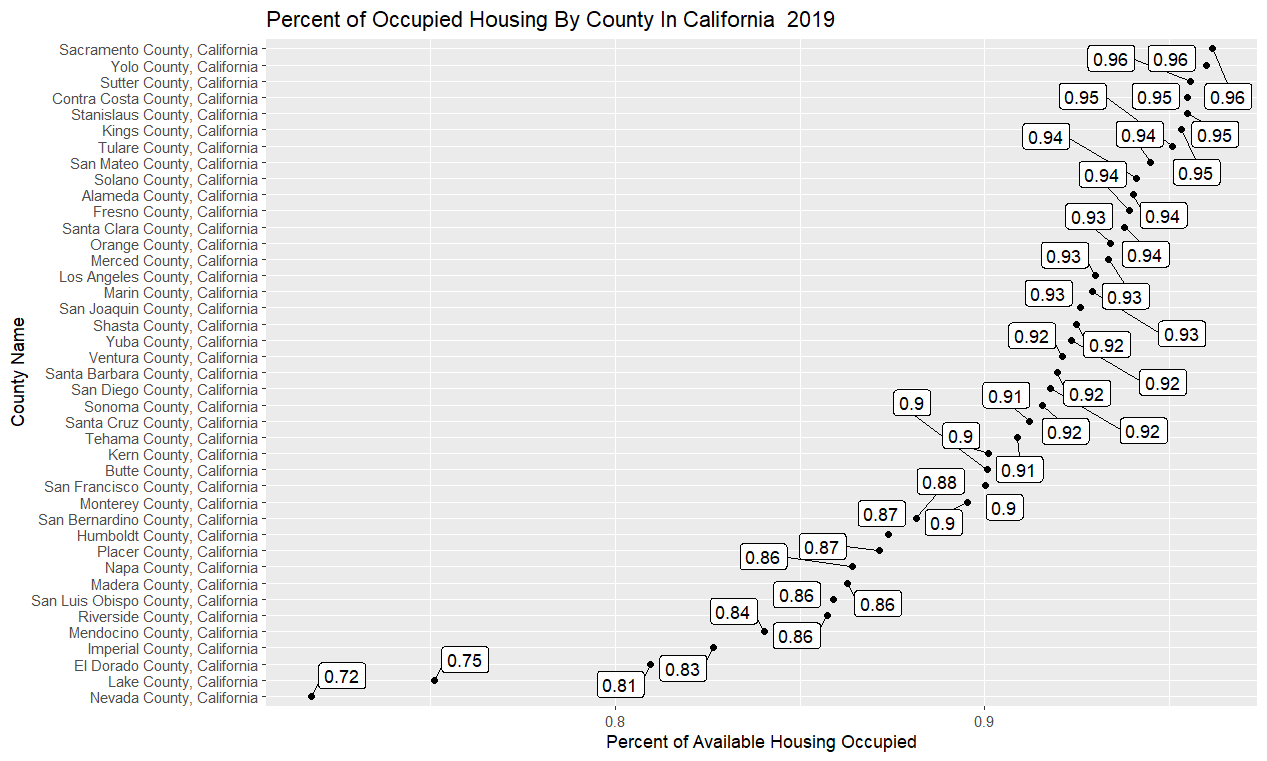 Percent of Occupied Housing By County In California  2019
County Name
Sacramento County, California
Yolo County, California
Sutter County, California
Contra Costa County, California
Stanislaus County, California
Kings County, California
Tulare County, California
San Mateo County, California
Solano County, California
Alameda County, California
Fresno County, California
Santa Clara County, California
Orange County, California
Merced County, California
Los Angeles County, California
Marin County, California
San Joaquin County, California
Shasta County, California
Yuba County, California
Ventura County, California
Santa Barbara County, California
San Diego County, California
Sonoma County, California
Santa Cruz County, California
Tehama County, California
Kern County, California
Butte County, California
San Francisco County, California
Monterey County, California
San Bernardino County, California
Humboldt County, California
Placer County, California
Napa County, California
Madera County, California
San Luis Obispo County, California
Riverside County, California
Mendocino County, California
Imperial County, California
El Dorado County, California
Lake County, California
Nevada County, California
0.96 0.96
0.95 0.95 0.96
0.94 0.94 0.95
0.94 0.95
0.93 0.94
0.93 0.94
0.93 0.93
0.93
0.92 0.92
0.92
0.91 0.92
0.9
0.9 0.92 0.92
0.91
0.88
0.87 0.9 0.9
0.87
0.86
0.86 0.86
0.84
0.86
0.75 0.83
0.72 0.81
0.8 0.9
Percent of Available Housing Occupied